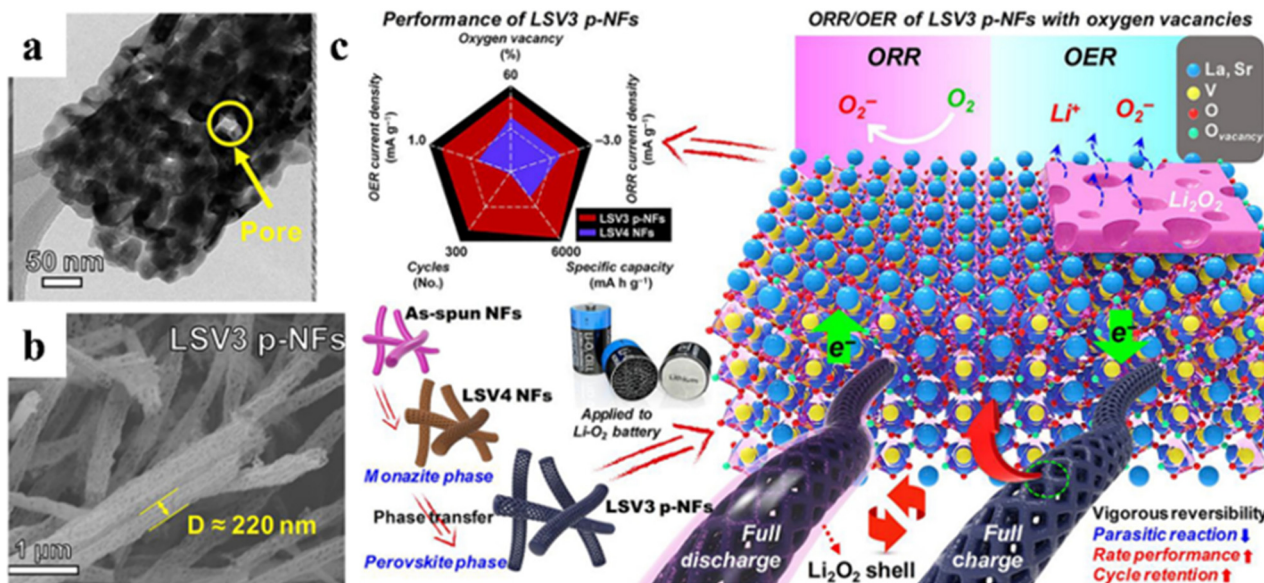 a
Pore
50 nm
b
LSV3 p-NFs
D ≈ 220 nm
1 μm
c
Performance of LSV3 p-NFs
Oxygen vacancy
(%)
60
OER current density
(mA g⁻¹)
1.0
−3.0
ORR current density
(mA g⁻¹)
LSV3 p-NFs
LSV4 NFs
300
6000
Cycles
(No.)
Specific capacity
(mA h g⁻¹)
As-spun NFs
LSV4 NFs
Monazite phase
Phase transfer
Perovskite phase
LSV3 p-NFs
Lithium
Applied to
Li-O₂ battery
ORR/OER of LSV3 p-NFs with oxygen vacancies
ORR
OER
O₂⁻
O₂
Li⁺
O₂⁻
La, Sr
V
O
Ovacancy
Li₂O₂
e⁻
e⁻
Full
discharge
Li₂O₂ shell
Full
charge
Vigorous reversibility
Parasitic reaction ⬇
Rate performance ⬆
Cycle retention ⬆